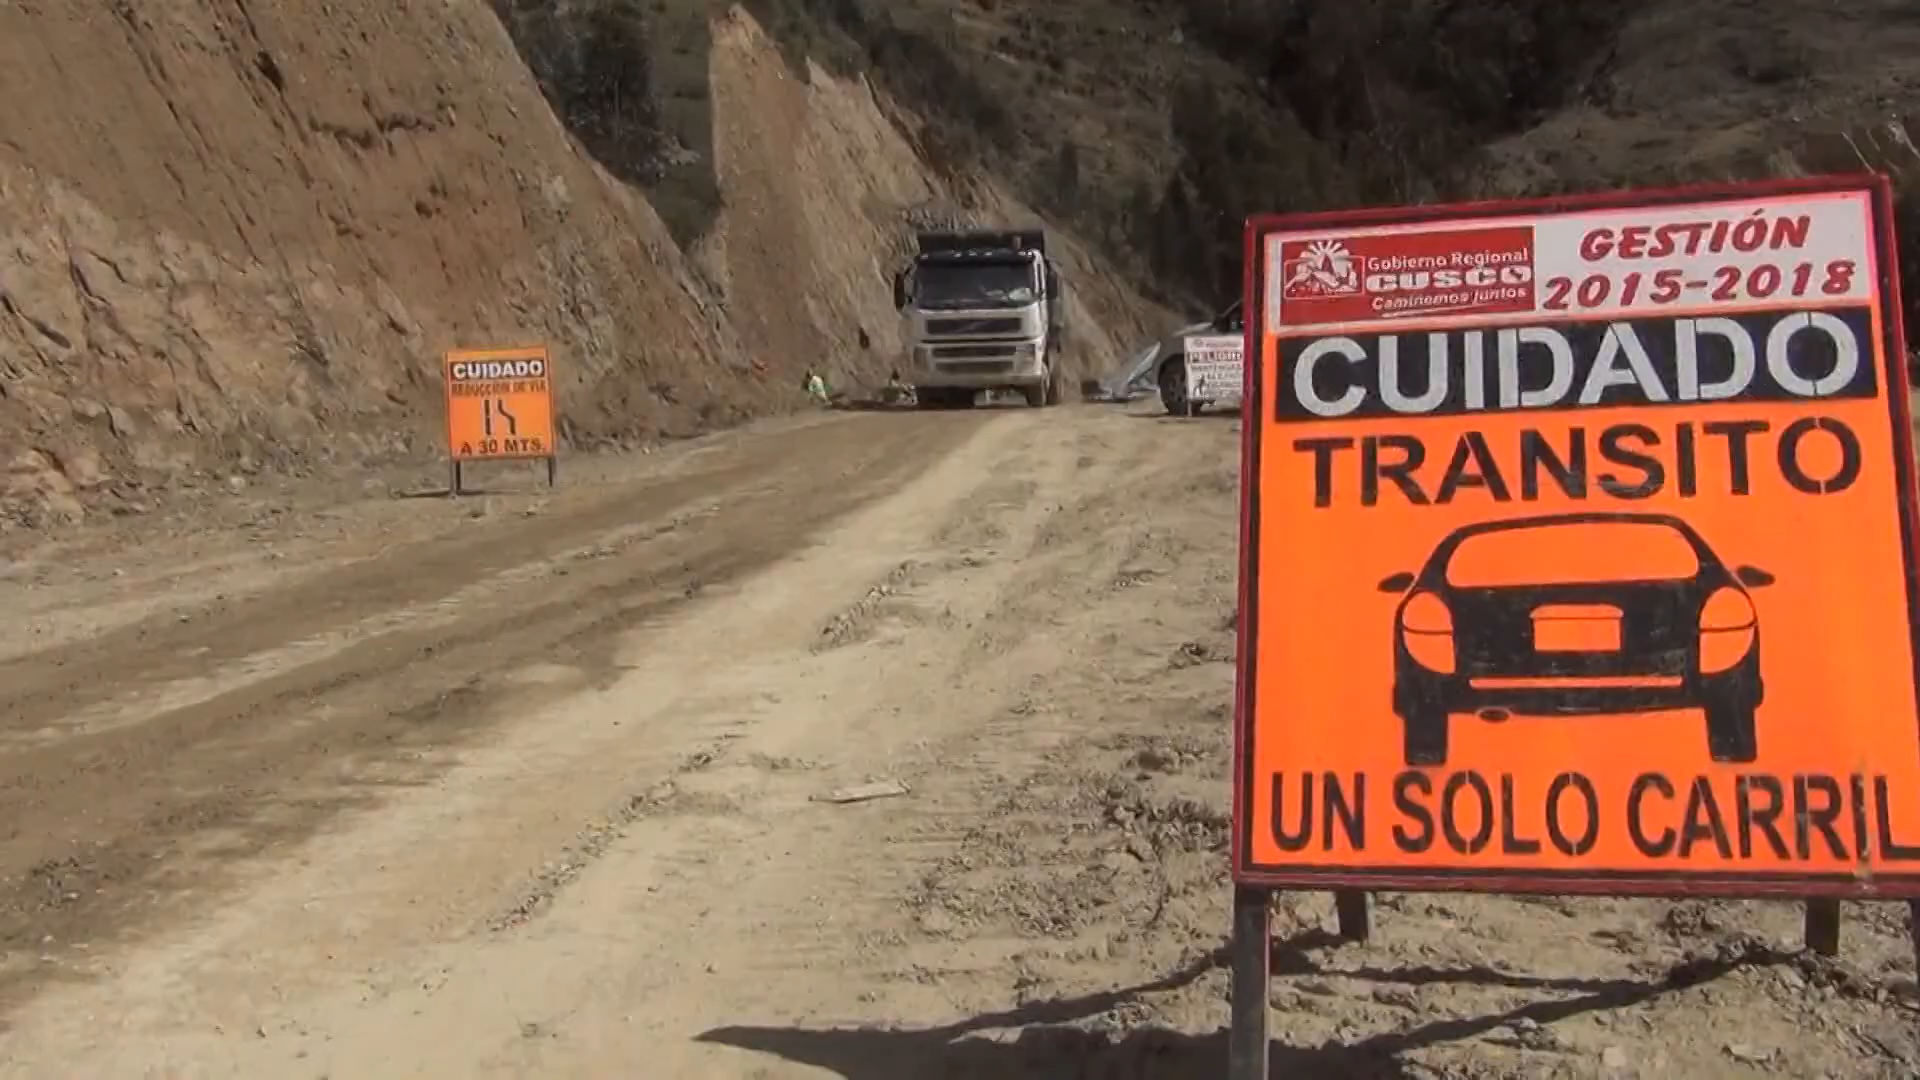 CUIDADO
REDUCCION DE VIA
A 30 MTS.
PELIGRO
Gobierno Regional
CUSCO
Caminemos juntos
GESTIÓN
2015-2018
CUIDADO
TRANSITO
UN SOLO CARRIL